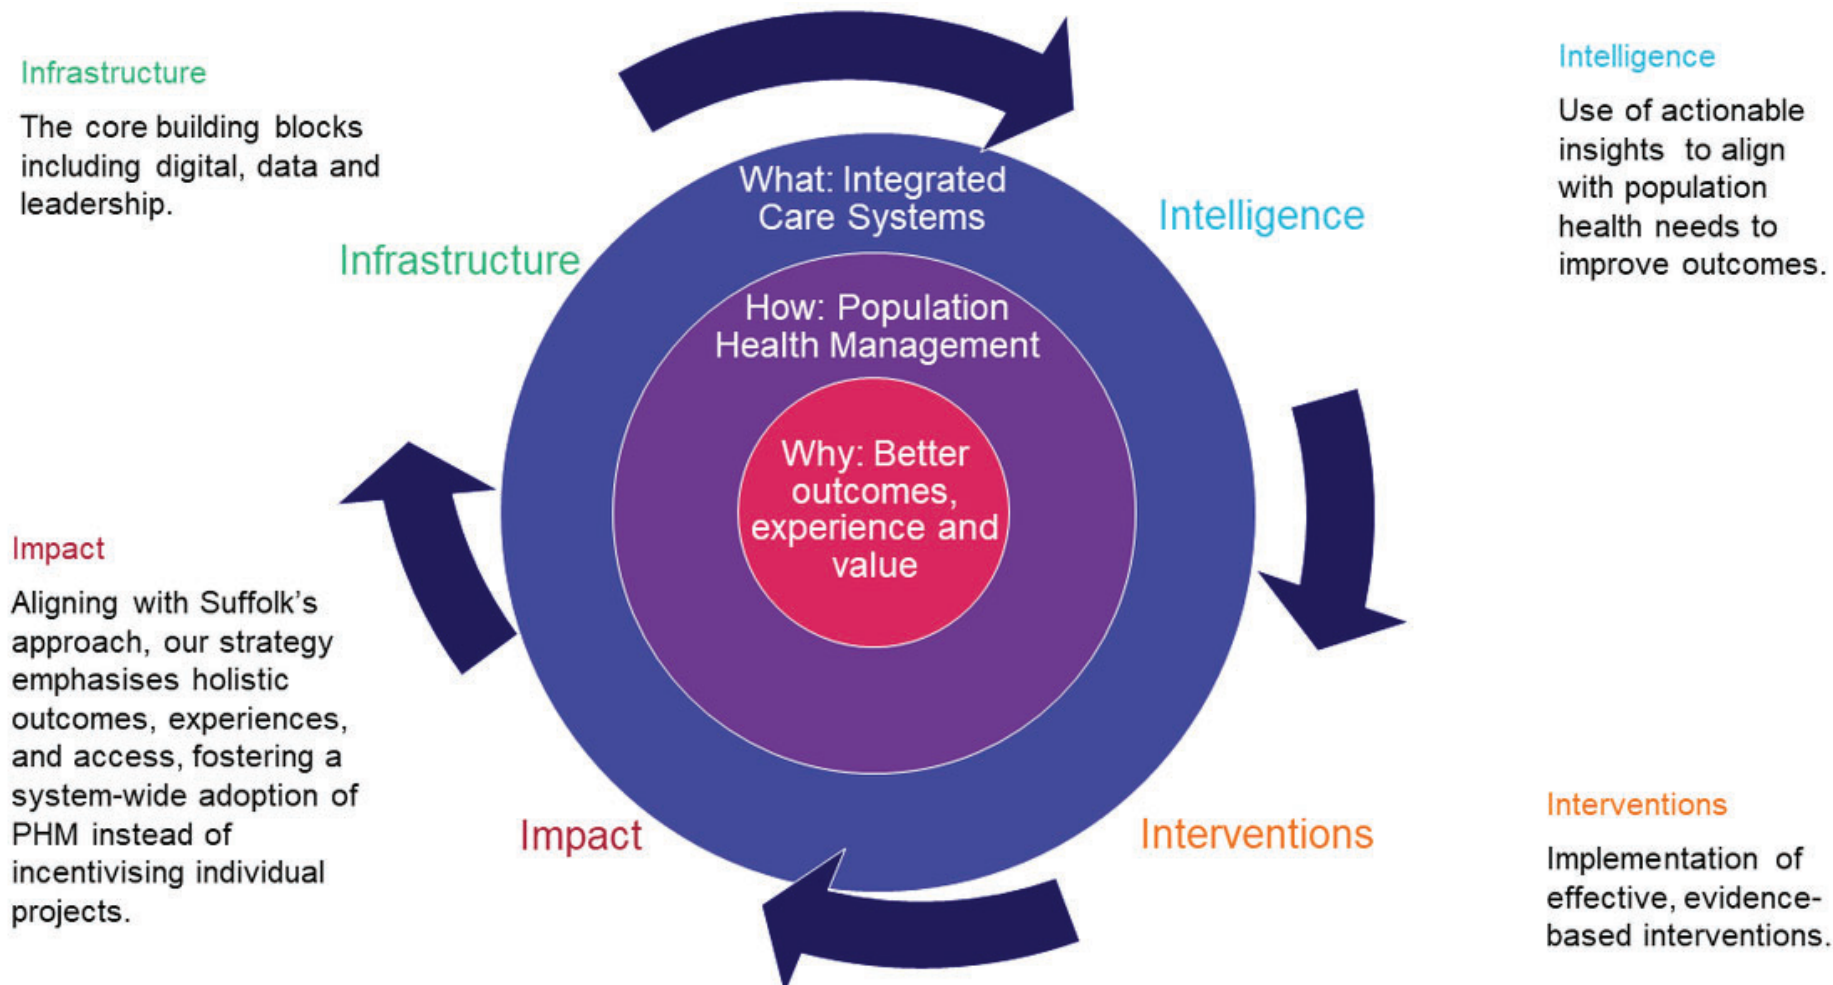 Infrastructure
The core building blocks
including digital, data and
leadership.
Intelligence
Use of actionable
insights to align
with population
health needs to
improve outcomes.
What: Integrated
Care Systems
Infrastructure
Intelligence
How: Population
Health Management
Why: Better
outcomes,
experience and
value
Impact
Aligning with Suffolk’s
approach, our strategy
emphasises holistic
outcomes, experiences,
and access, fostering a
system-wide adoption of
PHM instead of
incentivising individual
projects.
Impact
Interventions
Interventions
Implementation of
effective, evidence-
based interventions.